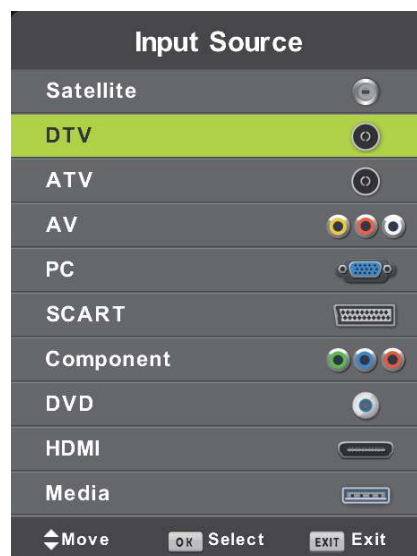 Input Source
Satellite
DTV
ATV
AV
PC
SCART
Component
DVD
HDMI
Media
Move OK Select EXIT Exit